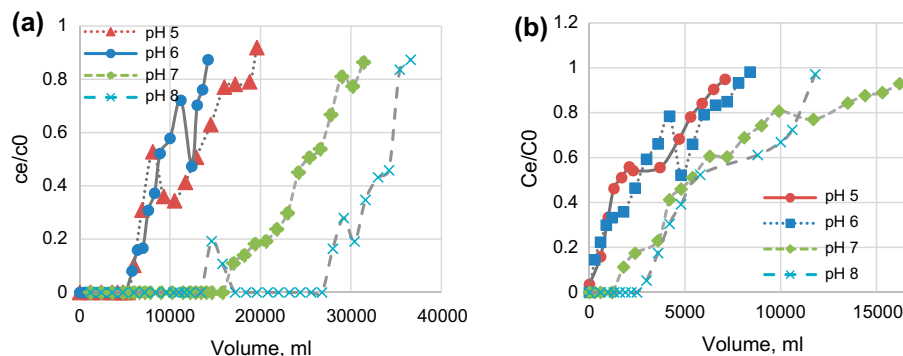 (a)
1
0.8
0.6
0.4
0.2
0
ce/c0
pH 5
pH 6
pH 7
pH 8
0 10000 20000 30000 40000
Volume, ml
(b)
1.2
1
0.8
0.6
0.4
0.2
0
Ce/C0
pH 5
pH 6
pH 7
pH 8
0 5000 10000 15000
Volume, ml